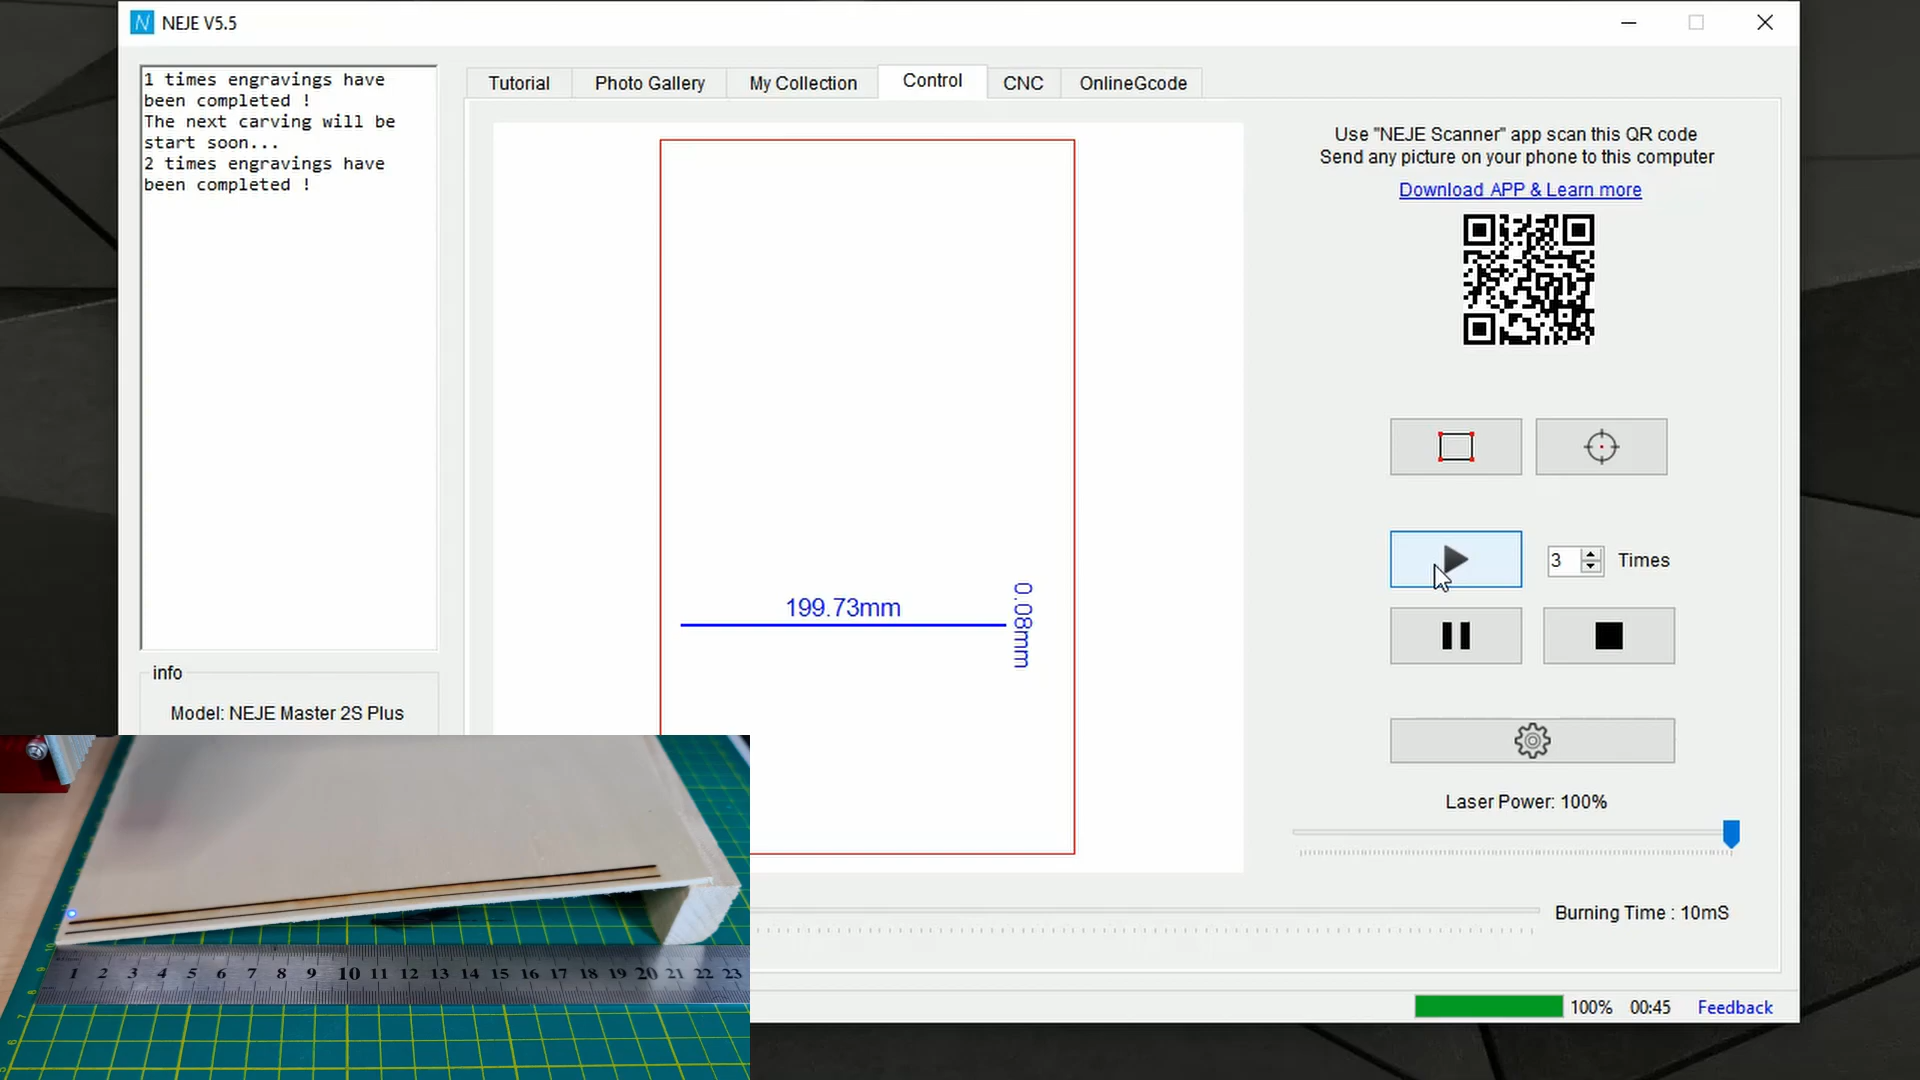 NEJE V5.5
1 times engravings have
been completed !
The next carving will be
start soon...
2 times engravings have
been completed !
info
Model: NEJE Master 2S Plus
Tutorial
Photo Gallery
My Collection
Control
CNC
OnlineGcode
199.73mm
0.08mm
Use "NEJE Scanner" app scan this QR code
Send any picture on your phone to this computer
Download APP & Learn more
3 Times
Laser Power: 100%
Burning Time : 10mS
100% 00:45 Feedback
1 2 3 4 5 6 7 8 9 10 11 12 13 14 15 16 17 18 19 20 21 22 23